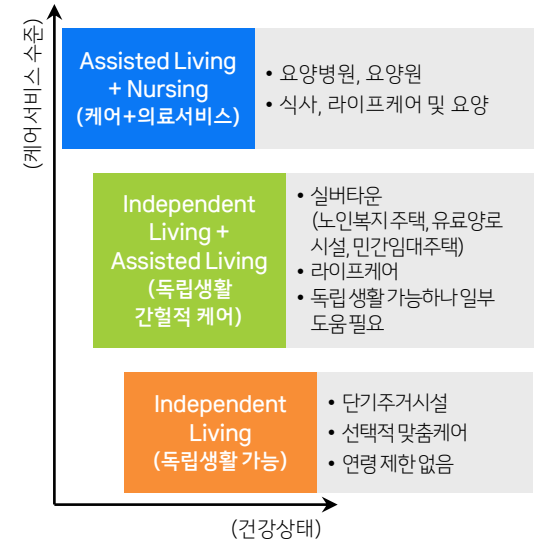 (케어서비스 수준)
Assisted Living
+ Nursing
(케어+의료서비스)
• 요양병원, 요양원
• 식사, 라이프케어 및 요양
Independent
Living +
Assisted Living
(독립생활
간헐적 케어)
• 실버타운
(노인복지 주택, 유료양로
시설, 민간임대주택)
• 라이프케어
• 독립 생활 가능하나 일부
도움 필요
Independent
Living
(독립생활 가능)
• 단기주거시설
• 선택적 맞춤케어
• 연령 제한 없음
(건강상태)